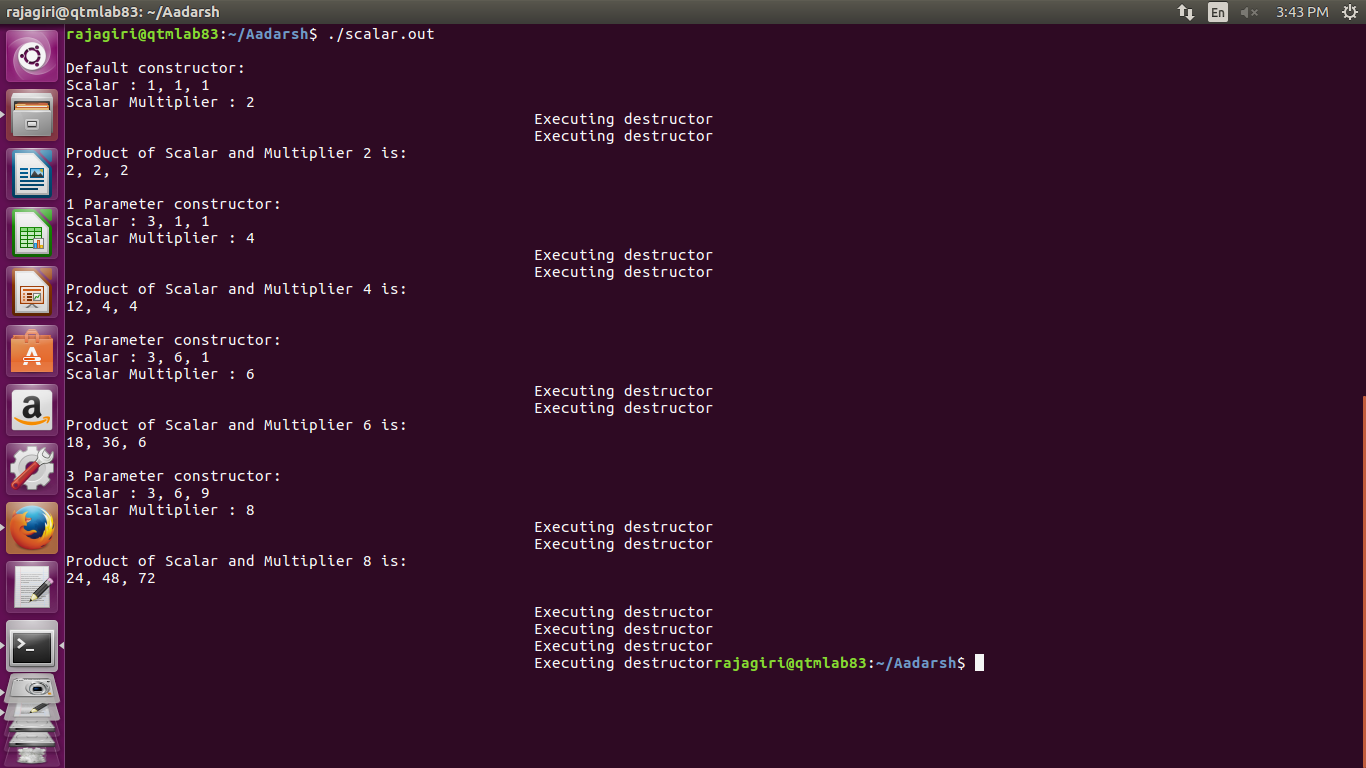 rajagiri@qtmlab83: ~/Aadarsh
En
3:43 PM
rajagiri@qtmlab83:~/Aadarsh$ ./scalar.out
Default constructor:
Scalar : 1, 1, 1
Scalar Multiplier : 2
Executing destructor
Executing destructor
Product of Scalar and Multiplier 2 is:
2, 2, 2
1 Parameter constructor:
Scalar : 3, 1, 1
Scalar Multiplier : 4
Executing destructor
Executing destructor
Product of Scalar and Multiplier 4 is:
12, 4, 4
2 Parameter constructor:
Scalar : 3, 6, 1
Scalar Multiplier : 6
Executing destructor
Executing destructor
Product of Scalar and Multiplier 6 is:
18, 36, 6
3 Parameter constructor:
Scalar : 3, 6, 9
Scalar Multiplier : 8
Executing destructor
Executing destructor
Product of Scalar and Multiplier 8 is:
24, 48, 72
Executing destructor
Executing destructor
Executing destructor
Executing destructorrajagiri@qtmlab83:~/Aadarsh$